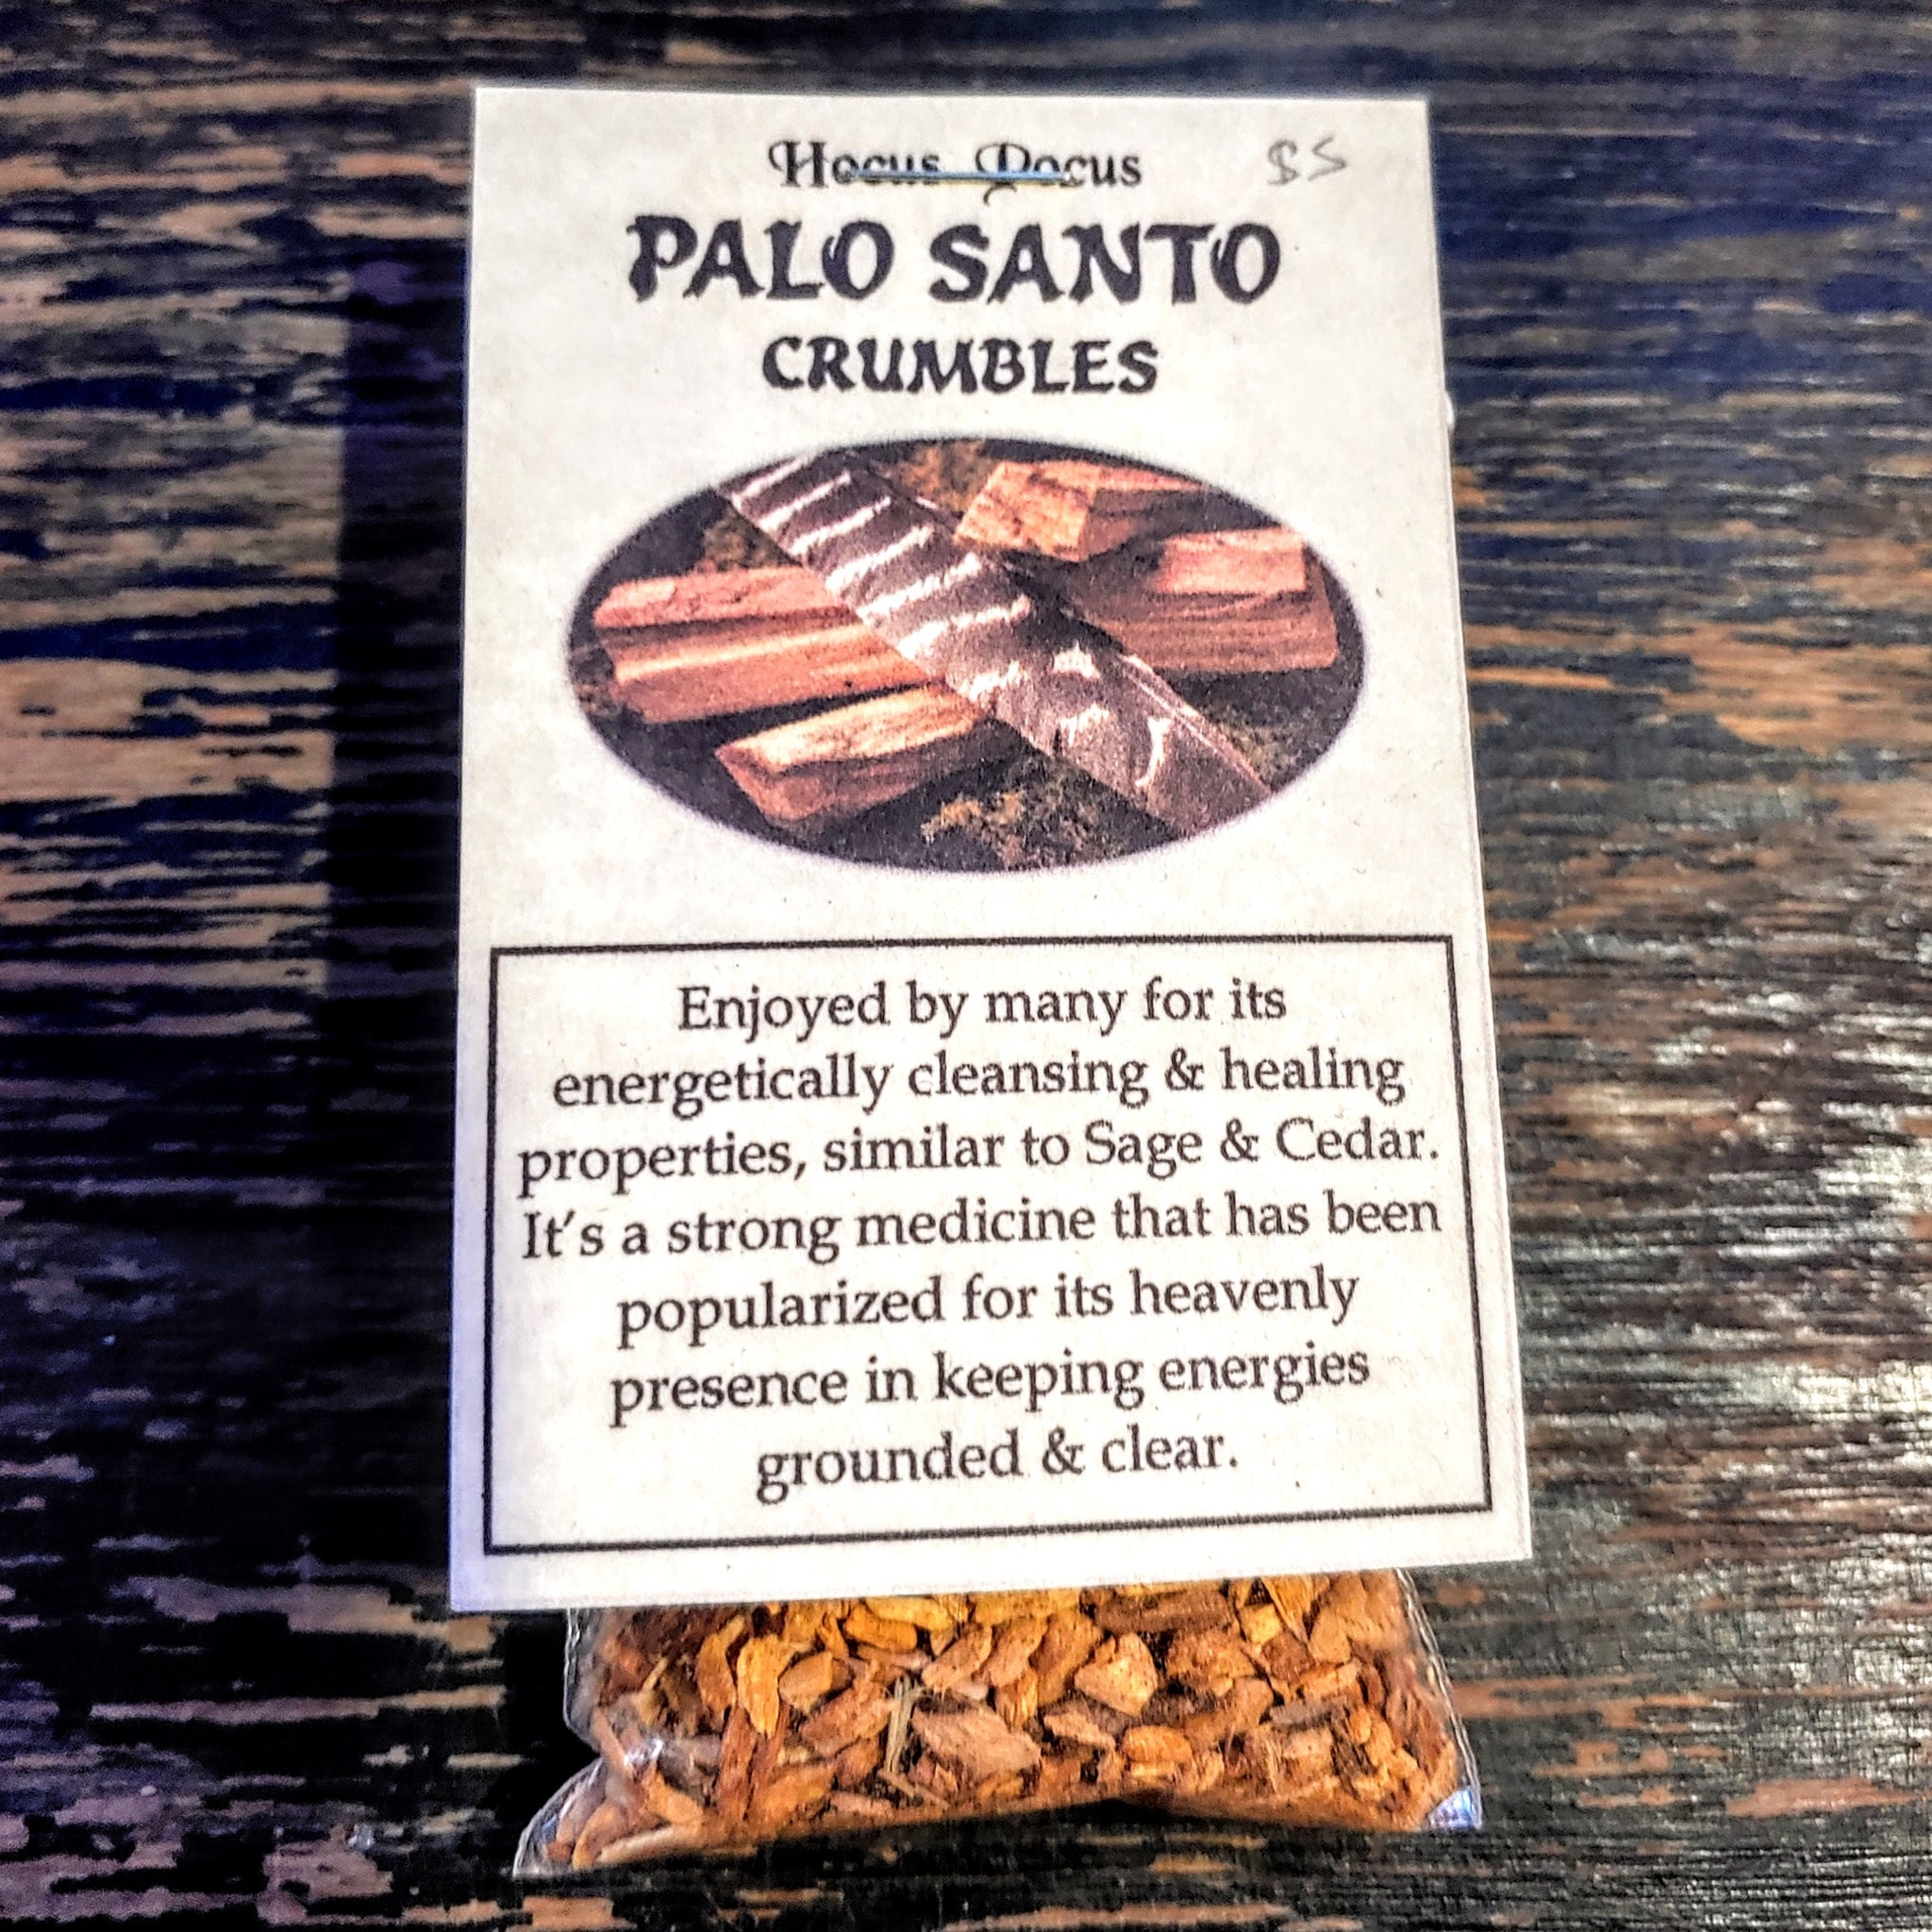 Hocus Pocus $5
PALO SANTO
CRUMBLES
Enjoyed by many for its
energetically cleansing & healing
properties, similar to Sage & Cedar.
It's a strong medicine that has been
popularized for its heavenly
presence in keeping energies
grounded & clear.